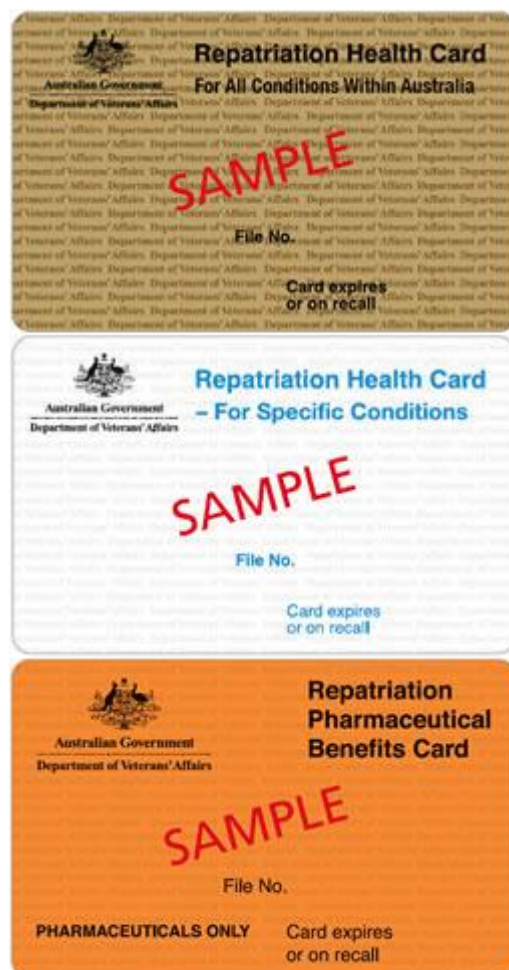 Repatriation Health Card
For All Conditions Within Australia
Australian Government
Department of Veterans' Affairs
SAMPLE
File No.
Card expires
or on recall
Repatriation Health Card
– For Specific Conditions
Australian Government
Department of Veterans' Affairs
SAMPLE
File No.
Card expires
or on recall
Repatriation
Pharmaceutical
Benefits Card
Australian Government
Department of Veterans' Affairs
SAMPLE
File No.
PHARMACEUTICALS ONLY
Card expires
or on recall